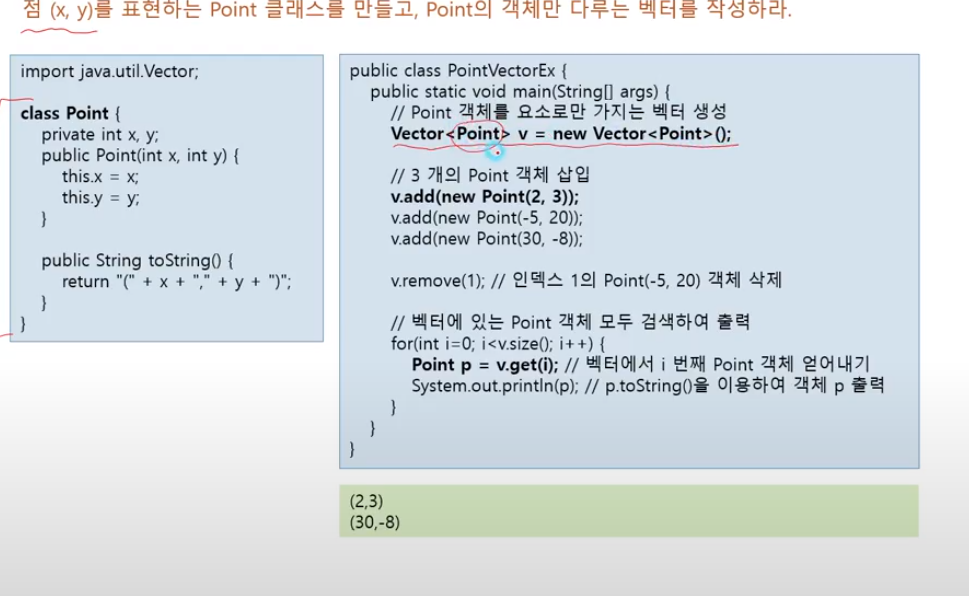 점 (x, y)를 표현하는 Point 클래스를 만들고, Point의 객체만 다루는 벡터를 작성하라.
import java.util.Vector;
class Point {
private int x, y;
public Point(int x, int y) {
this.x = x;
this.y = y;
}
public String toString() {
return "(" + x + "," + y + ")";
}
}
public class PointVectorEx {
public static void main(String[] args) {
// Point 객체를 요소로만 가지는 벡터 생성
Vector<Point> v = new Vector<Point>();
// 3 개의 Point 객체 삽입
v.add(new Point(2, 3));
v.add(new Point(-5, 20));
v.add(new Point(30, -8));
v.remove(1); // 인덱스 1의 Point(-5, 20) 객체 삭제
// 벡터에 있는 Point 객체 모두 검색하여 출력
for(int i=0; i<v.size(); i++) {
Point p = v.get(i); // 벡터에서 i 번째 Point 객체 얻어내기
System.out.println(p); // p.toString()을 이용하여 객체 p 출력
}
}
}
(2,3)
(30,-8)